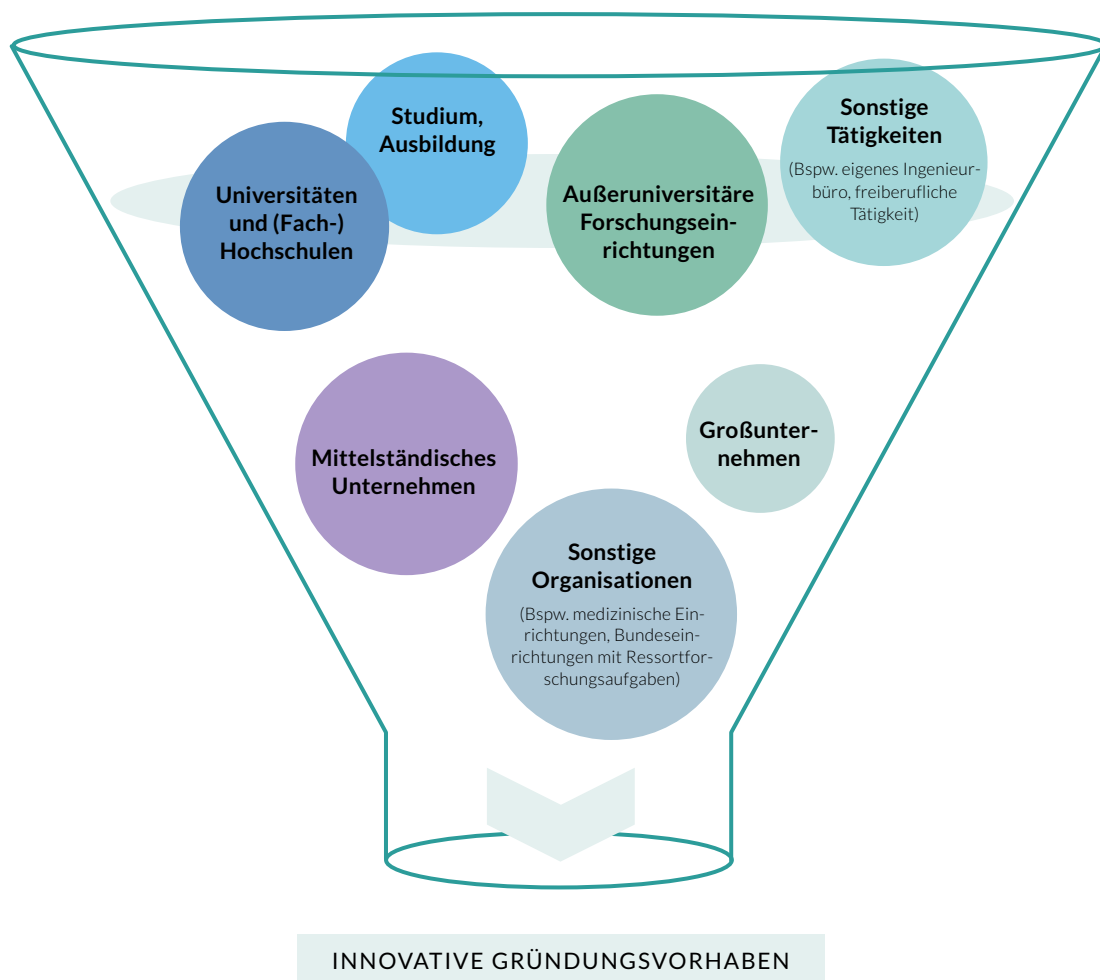 Studium,
Ausbildung
Universitäten
und (Fach-)
Hochschulen
Außeruniversitäre
Forschungsein-
richtungen
Sonstige
Tätigkeiten
(Bspw. eigenes Ingenieur-
büro, freiberufliche
Tätigkeit)
Mittelständisches
Unternehmen
Großunter-
nehmen
Sonstige
Organisationen
(Bspw. medizinische Ein-
richtungen, Bundesein-
richtungen mit Ressortfor-
schungsaufgaben)
INNOVATIVE GRÜNDUNGSVORHABEN